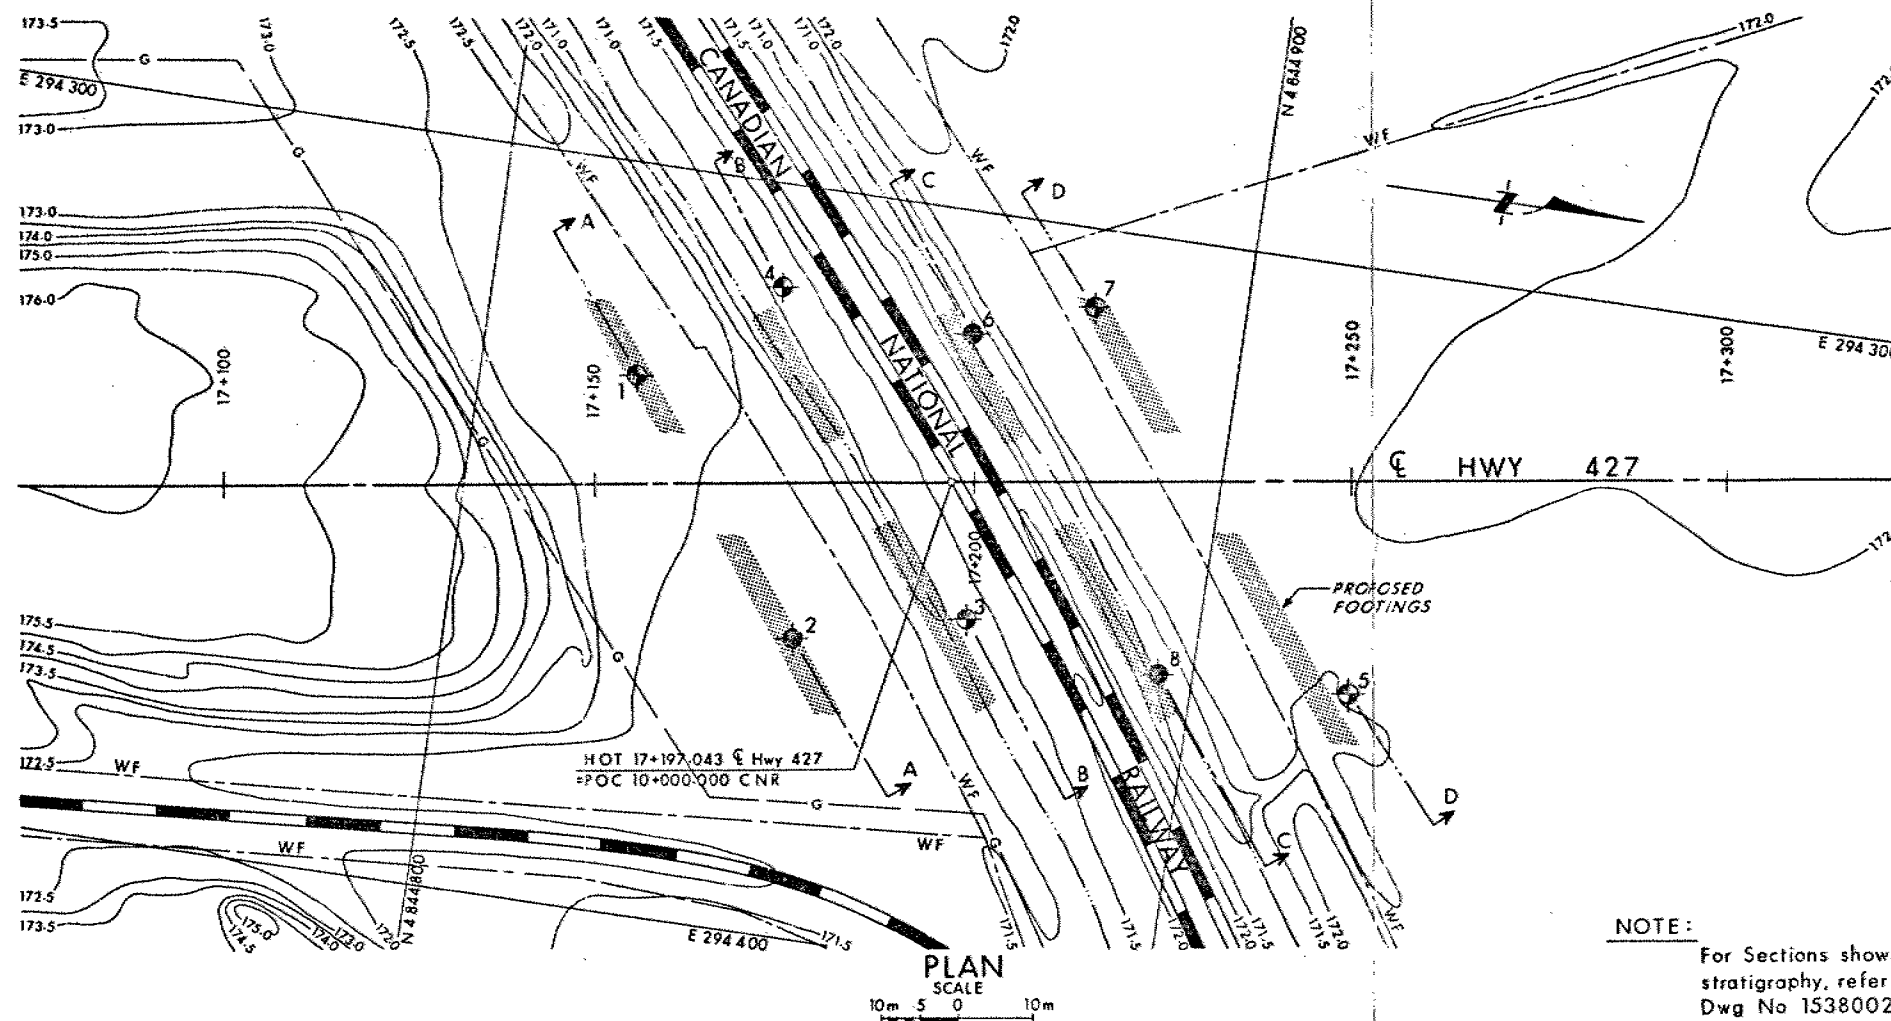 173.5
173.0
172.5
172.5
172.0
171.0
171.0
171.5
171.5
171.0
172.0
172.0
172.0
G
E 294 300
173.0
G
CANADIAN
N 4 844 900
WF
WF
WF
B
C
D
A
N
173.0
174.0
175.0
176.0
4
7
6
1
17+100
17+150
NATIONAL
17+250
17+300
E 294 30
G
℄ HWY 427
17+200
PROPOSED
FOOTINGS
2
3
8
5
175.5
174.5
173.5
G
172.5
WF
HOT 17+197.043 ℄ Hwy 427
=POC 10+000.000 CNR
A
B
D
G
WF
RAILWAY
WF
WF
G
C
172.5
173.5
175.0
174.5
174.0
173.0
172.0
N 4 844 800
E 294 400
171.5
171.5
171.5
172.0
171.5
171.5
172.0
WF
PLAN
SCALE
10m 5 0 10m
NOTE:
For Sections show
stratigraphy, refer
Dwg No 1538002